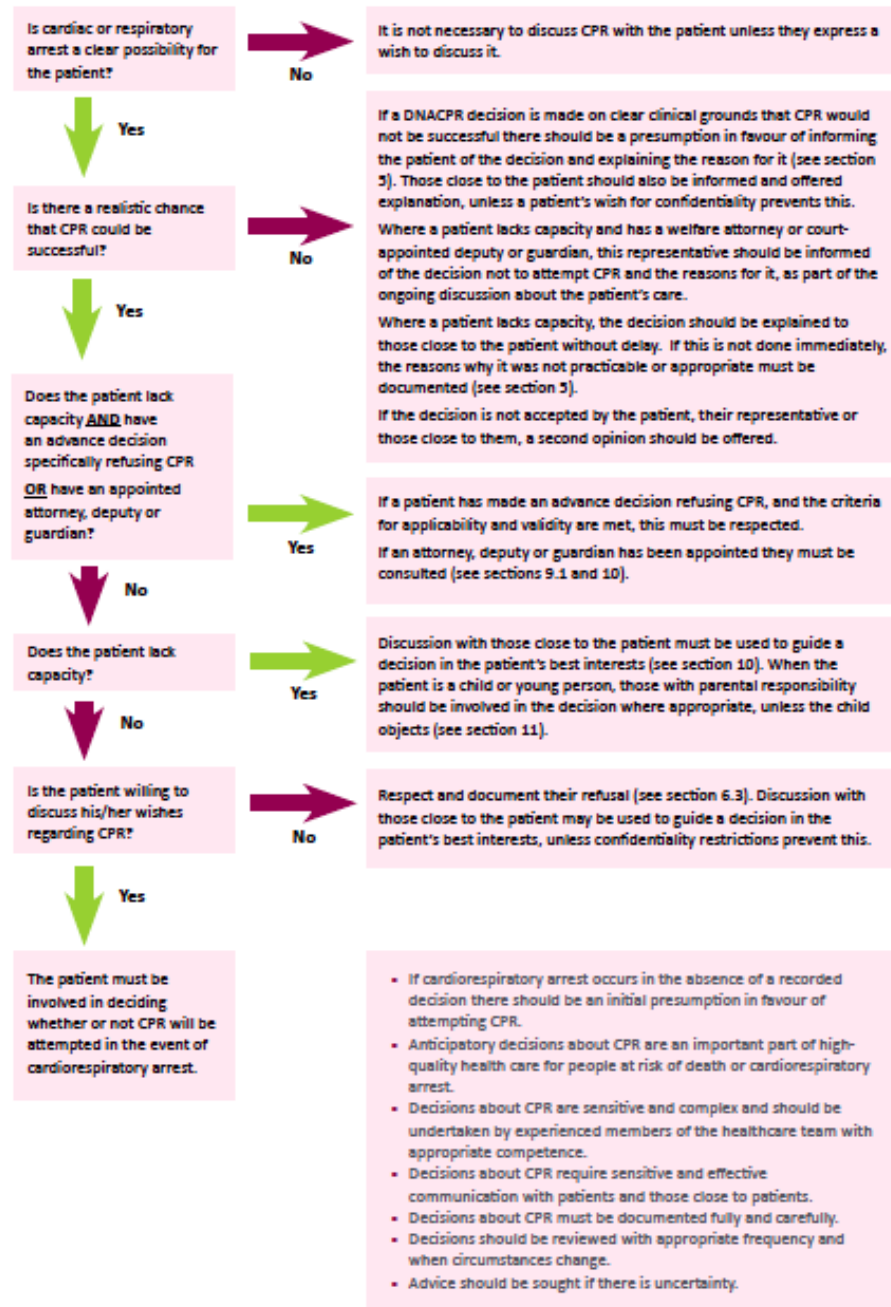 Is cardiac or respiratory
arrest a clear possibility for
the patient?
No
It is not necessary to discuss CPR with the patient unless they express a
wish to discuss it.
Yes
Is there a realistic chance
that CPR could be
successful?
No
If a DNACPR decision is made on clear clinical grounds that CPR would
not be successful there should be a presumption in favour of informing
the patient of the decision and explaining the reason for it (see section
5). Those close to the patient should also be informed and offered
explanation, unless a patient's wish for confidentiality prevents this.
Where a patient lacks capacity and has a welfare attorney or court-
appointed deputy or guardian, this representative should be informed
of the decision not to attempt CPR and the reasons for it, as part of the
ongoing discussion about the patient's care.
Where a patient lacks capacity, the decision should be explained to
those close to the patient without delay. If this is not done immediately,
the reasons why it was not practicable or appropriate must be
documented (see section 5).
If the decision is not accepted by the patient, their representative or
those close to them, a second opinion should be offered.
Yes
Does the patient lack
capacity AND have
an advance decision
specifically refusing CPR
OR have an appointed
attorney, deputy or
guardian?
Yes
If a patient has made an advance decision refusing CPR, and the criteria
for applicability and validity are met, this must be respected.
If an attorney, deputy or guardian has been appointed they must be
consulted (see sections 9.1 and 10).
No
Does the patient lack
capacity?
Yes
Discussion with those close to the patient must be used to guide a
decision in the patient's best interests (see section 10). When the
patient is a child or young person, those with parental responsibility
should be involved in the decision where appropriate, unless the child
objects (see section 11).
No
Is the patient willing to
discuss his/her wishes
regarding CPR?
No
Respect and document their refusal (see section 6.3). Discussion with
those close to the patient may be used to guide a decision in the
patient's best interests, unless confidentiality restrictions prevent this.
Yes
The patient must be
involved in deciding
whether or not CPR will be
attempted in the event of
cardiorespiratory arrest.
▪ If cardiorespiratory arrest occurs in the absence of a recorded
decision there should be an initial presumption in favour of
attempting CPR.
▪ Anticipatory decisions about CPR are an important part of high-
quality health care for people at risk of death or cardiorespiratory
arrest.
▪ Decisions about CPR are sensitive and complex and should be
undertaken by experienced members of the healthcare team with
appropriate competence.
▪ Decisions about CPR require sensitive and effective
communication with patients and those close to patients.
▪ Decisions about CPR must be documented fully and carefully.
▪ Decisions should be reviewed with appropriate frequency and
when circumstances change.
▪ Advice should be sought if there is uncertainty.